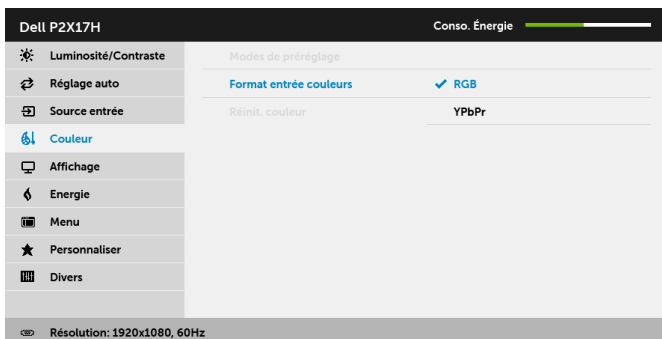 Dell P2X17H Conso. Énergie
Luminosité/Contraste Modes de préréglage
Réglage auto Format entrée couleurs RGB
Source entrée Réinit. couleur YPbPr
Couleur
Affichage
Energie
Menu
Personnaliser
Divers
Résolution: 1920x1080, 60Hz